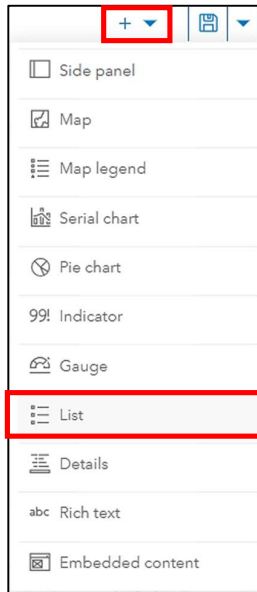 Side panel
Map
Map legend
Serial chart
Pie chart
99! Indicator
Gauge
List
Details
abc Rich text
Embedded content